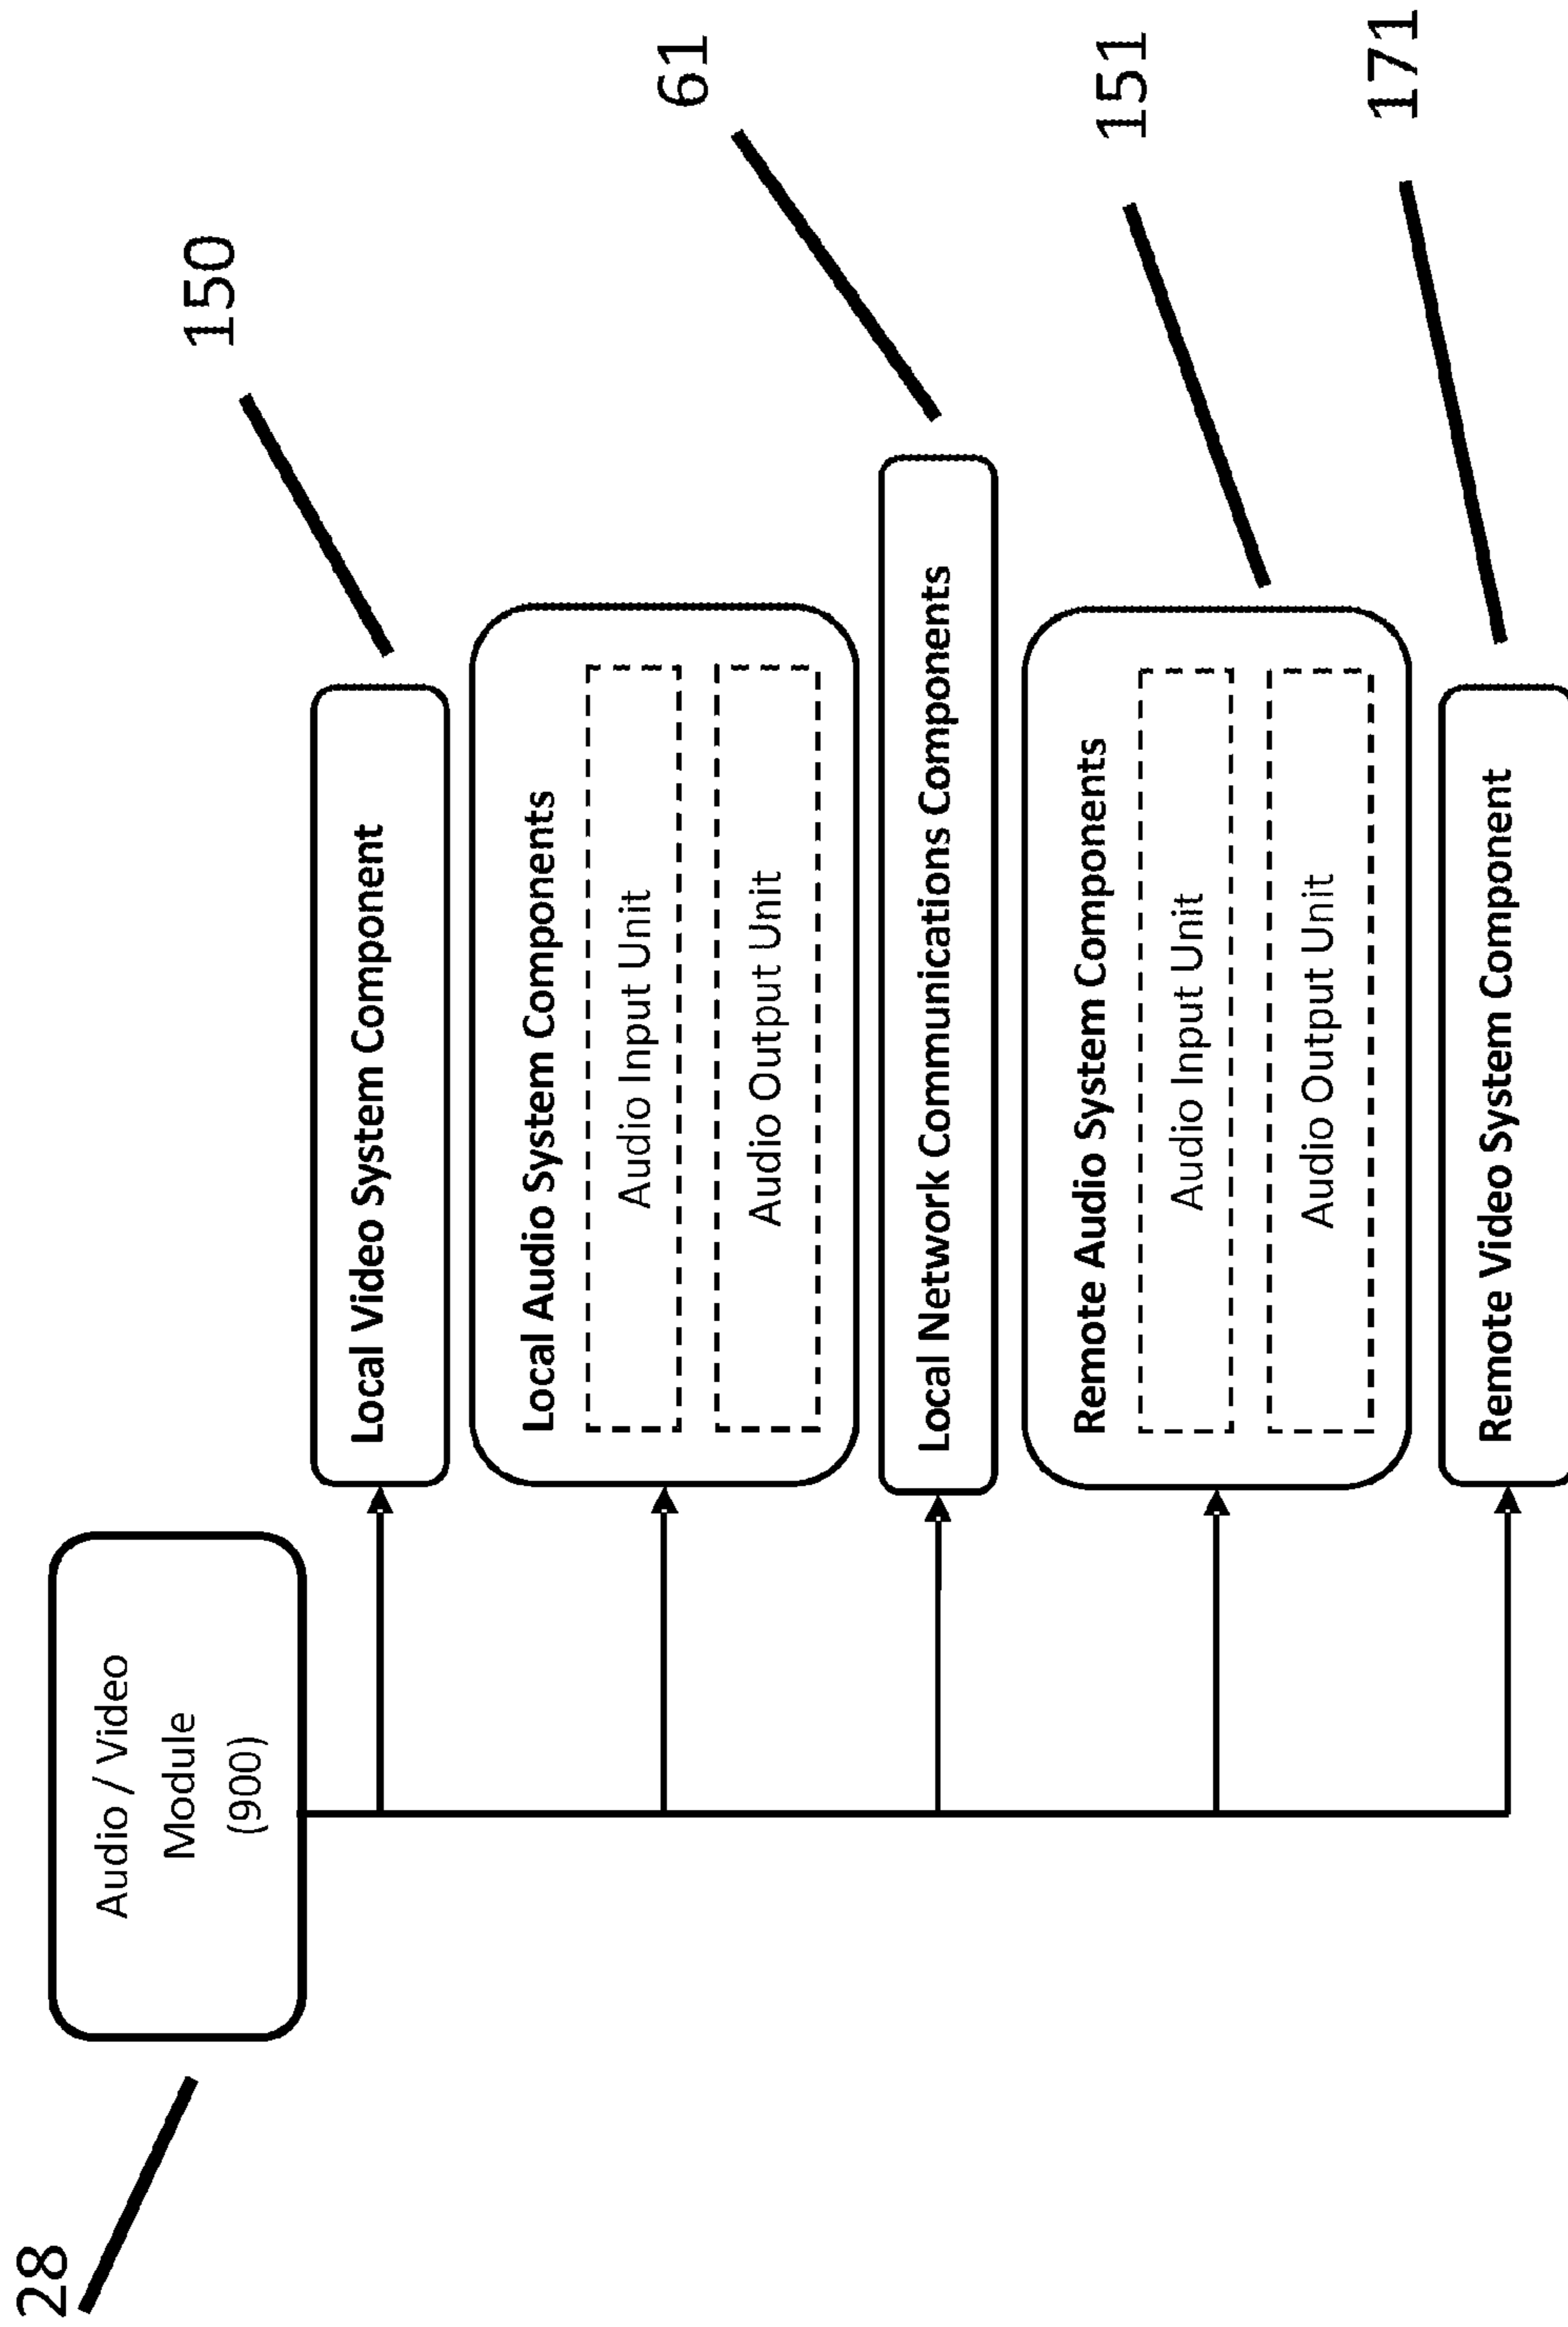 28
Audio / Video
Module
(900)
150
Local Video System Component
Local Audio System Components
Audio Input Unit
Audio Output Unit
61
Local Network Communications Components
151
Remote Audio System Components
Audio Input Unit
Audio Output Unit
171
Remote Video System Component